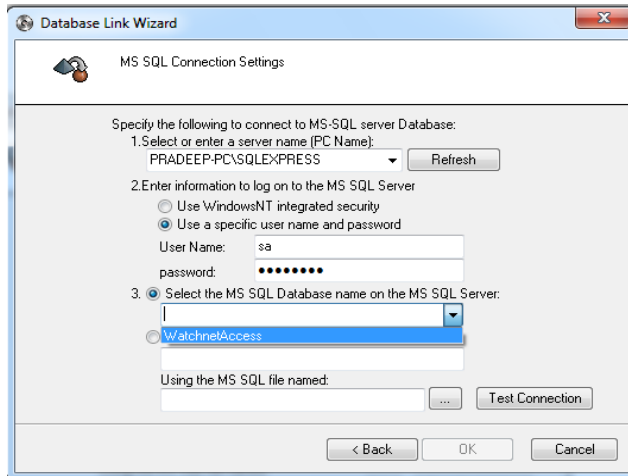 Database Link Wizard
MS SQL Connection Settings
Specify the following to connect to MS-SQL server Database:
1.Select or enter a server name (PC Name):
PRADEEP-PC\SQLEXPRESS
Refresh
2.Enter information to log on to the MS SQL Server
Use WindowsNT integrated security
Use a specific user name and password
User Name: sa
password: ••••••••
3. Select the MS SQL Database name on the MS SQL Server:
WatchnetAccess
Using the MS SQL file named:
... Test Connection
< Back OK Cancel